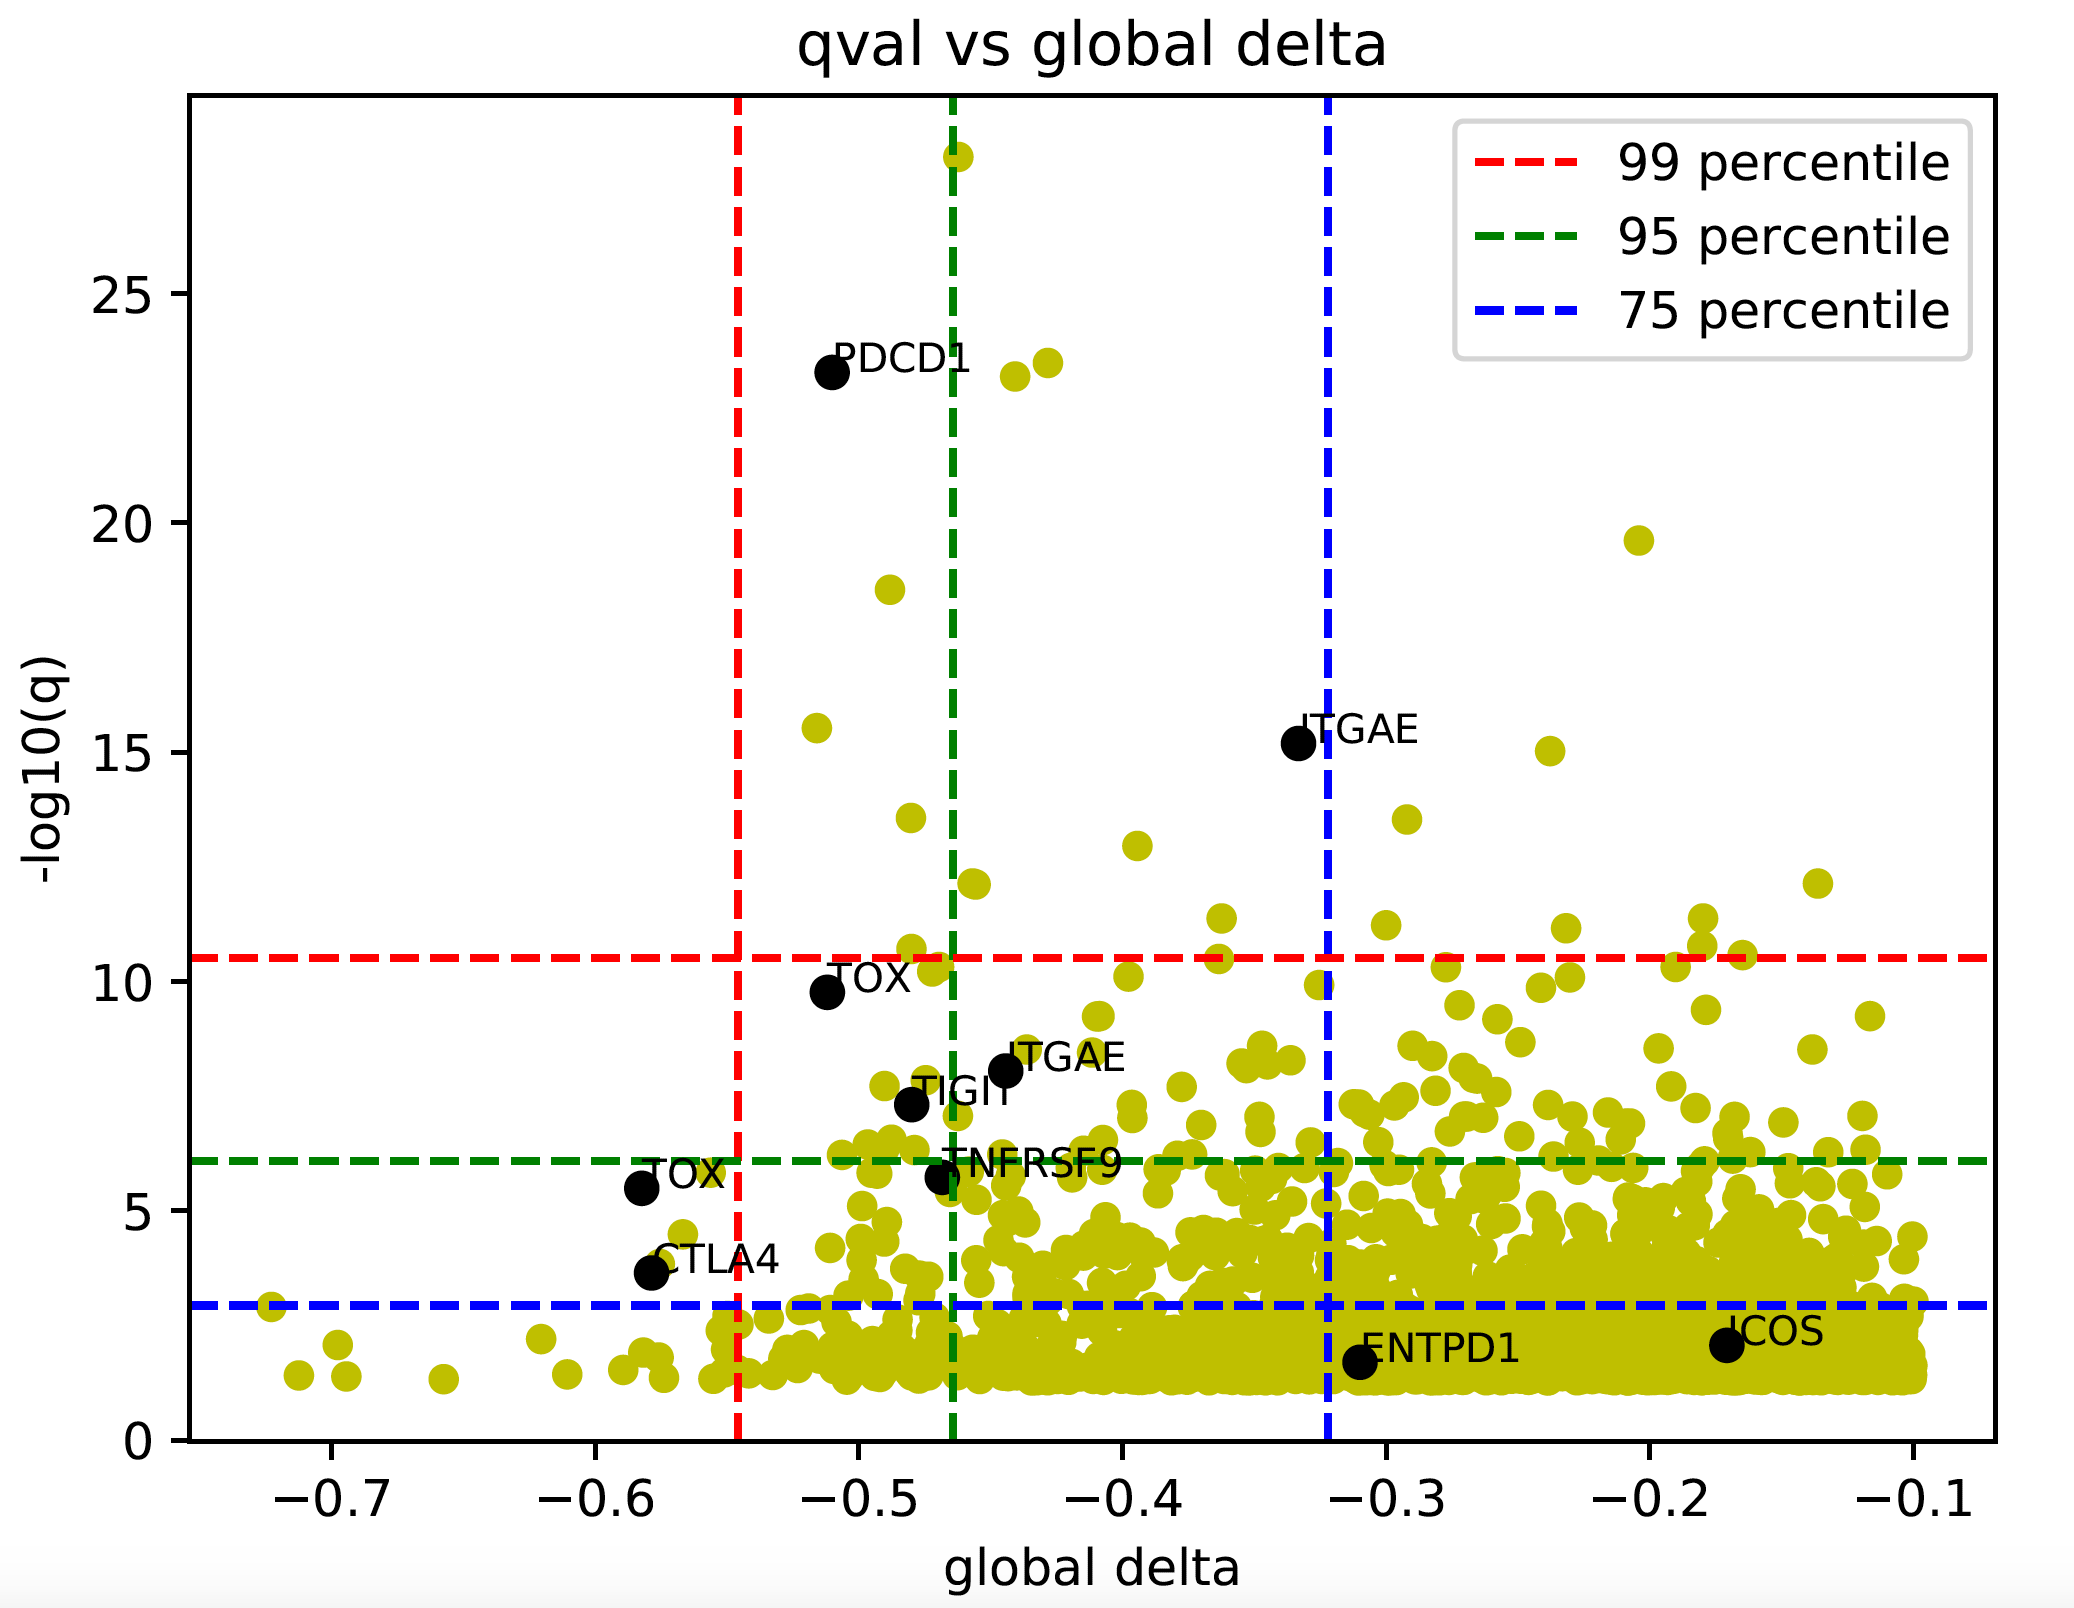 qval vs global delta
99 percentile
95 percentile
75 percentile
-log10(q)
25
20
15
10
5
0
PDCD1
ITGAE
TOX
ITGAE
TIGIT
TNFRSF9
TOX
CTLA4
ICOS
ENTPD1
−0.7 −0.6 −0.5 −0.4 −0.3 −0.2 −0.1
global delta